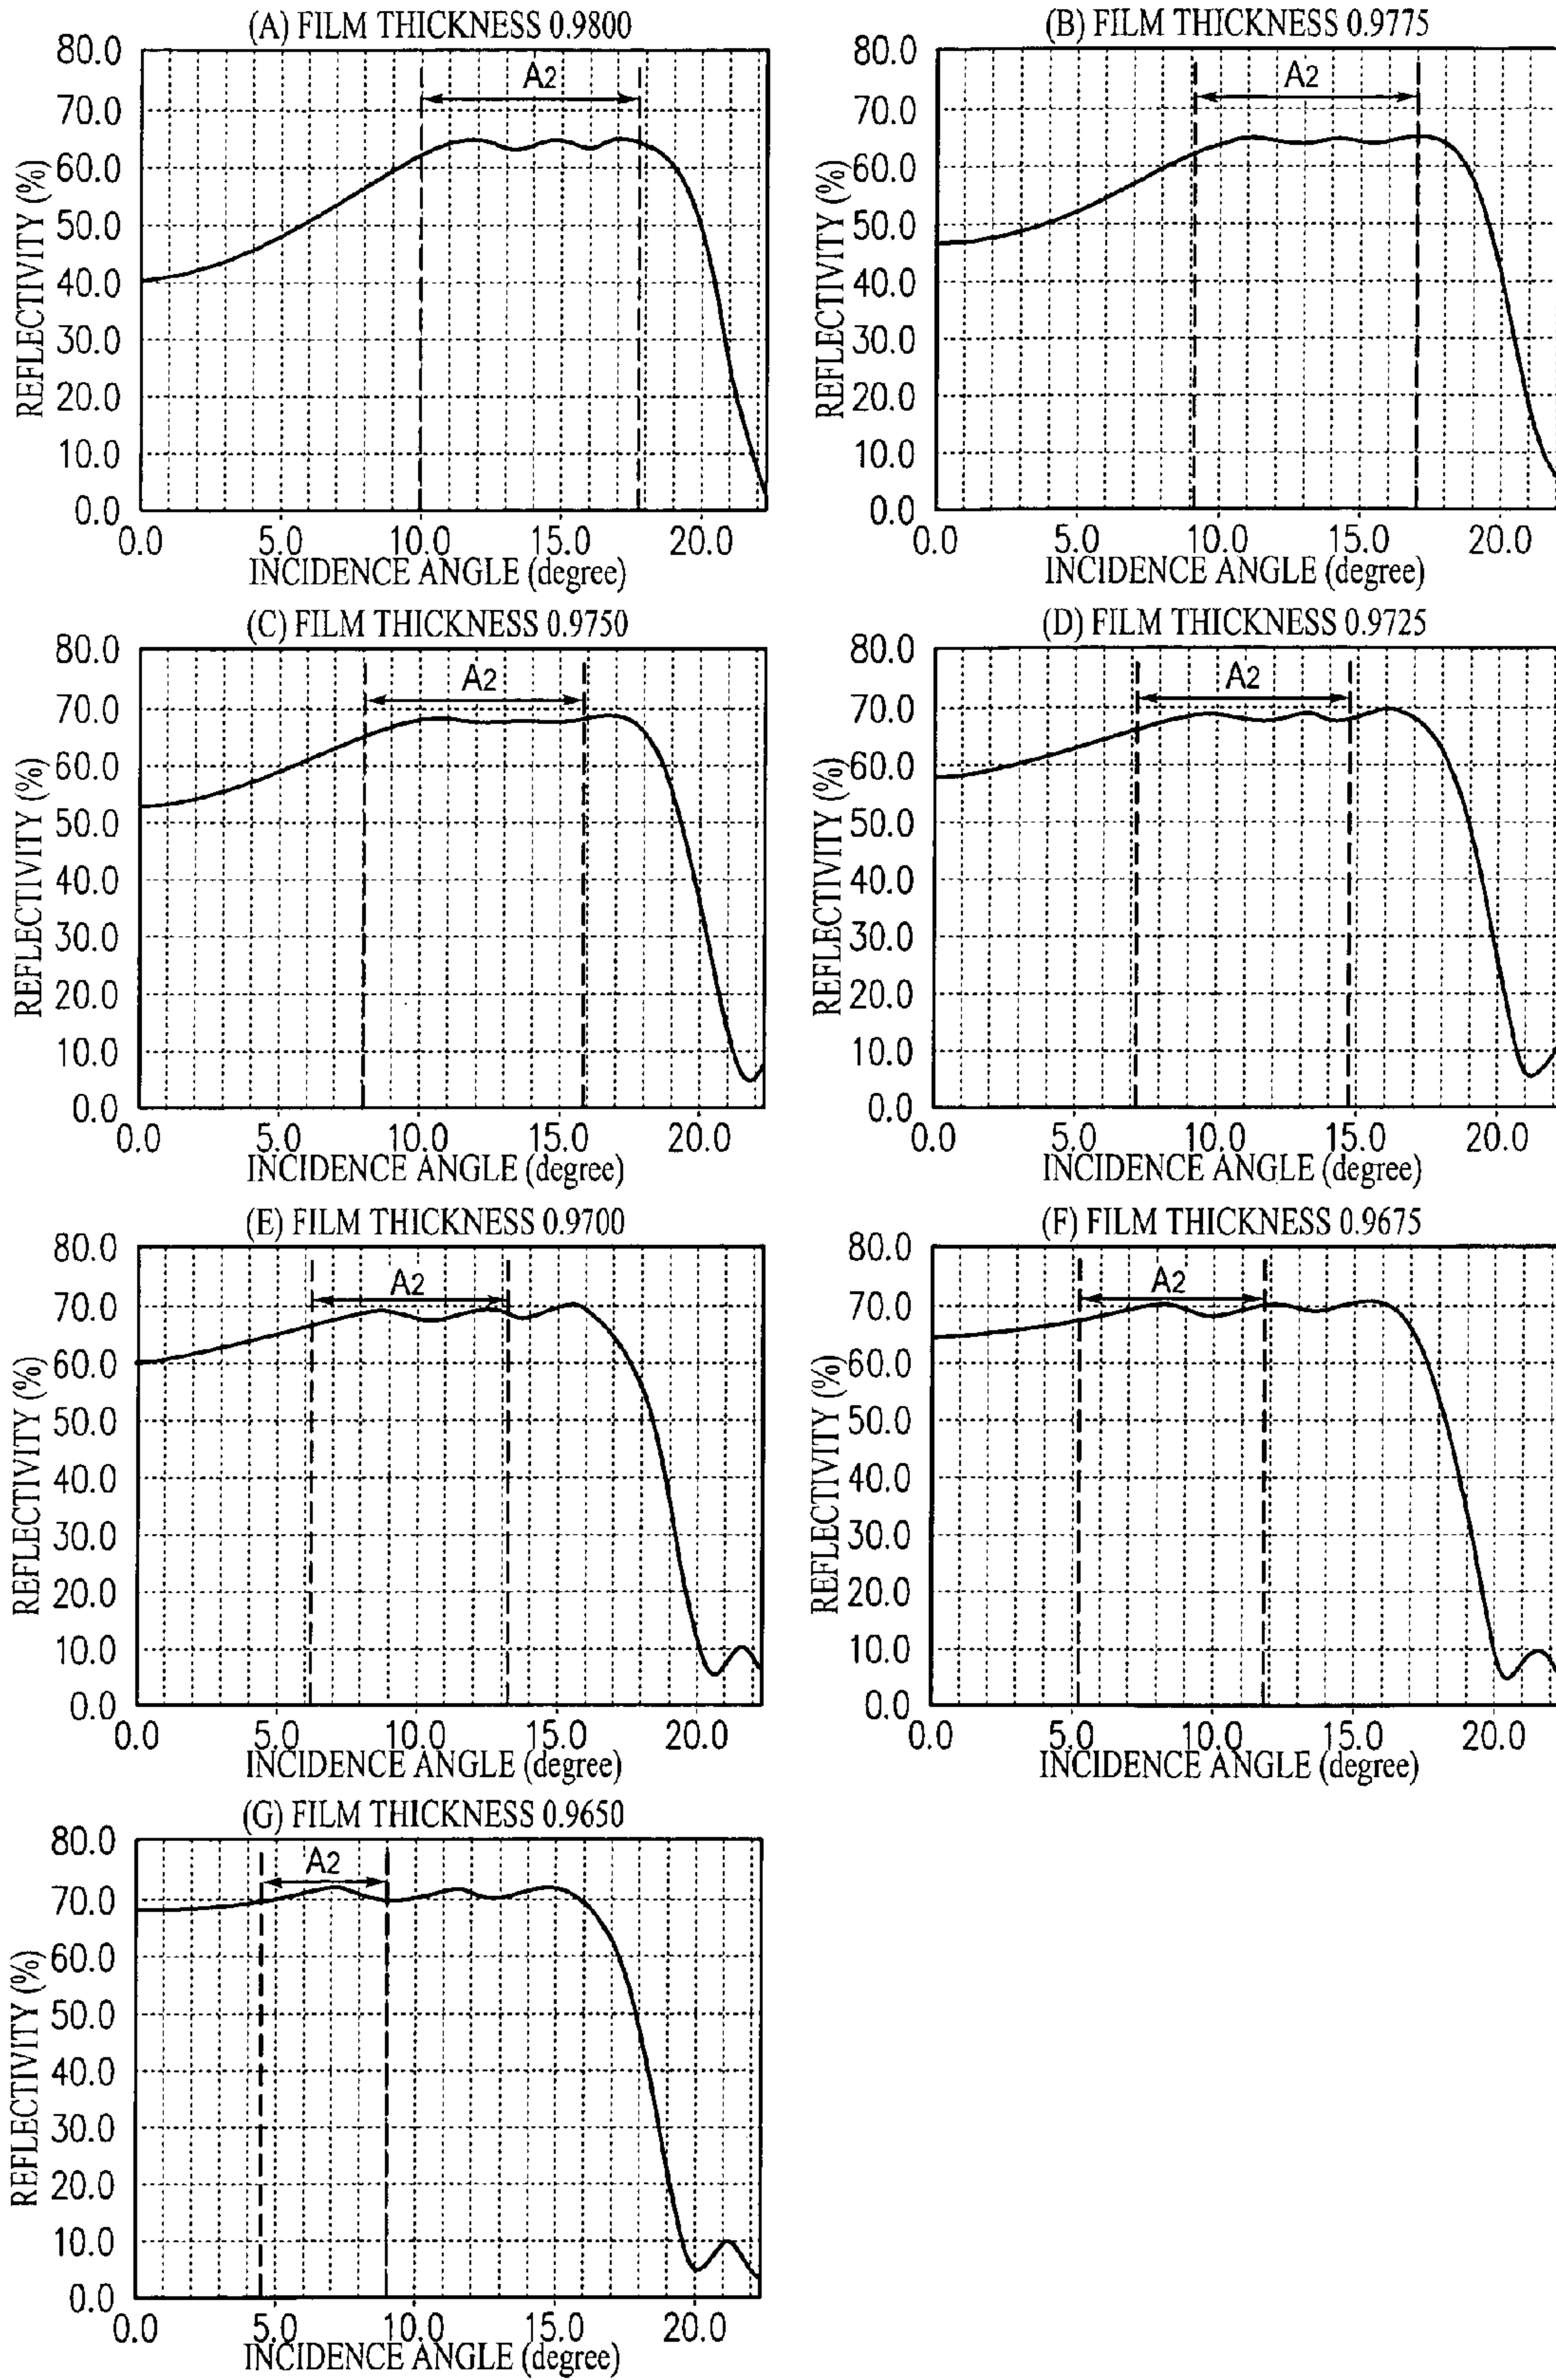 (A) FILM THICKNESS 0.9800
80.0
70.0
60.0
50.0
40.0
30.0
20.0
10.0
0.0
REFLECTIVITY (%)
A2
0.0 5.0 10.0 15.0 20.0
INCIDENCE ANGLE (degree)
(B) FILM THICKNESS 0.9775
80.0
70.0
60.0
50.0
40.0
30.0
20.0
10.0
0.0
REFLECTIVITY (%)
A2
0.0 5.0 10.0 15.0 20.0
INCIDENCE ANGLE (degree)
(C) FILM THICKNESS 0.9750
80.0
70.0
60.0
50.0
40.0
30.0
20.0
10.0
0.0
REFLECTIVITY (%)
A2
0.0 5.0 10.0 15.0 20.0
INCIDENCE ANGLE (degree)
(D) FILM THICKNESS 0.9725
80.0
70.0
60.0
50.0
40.0
30.0
20.0
10.0
0.0
REFLECTIVITY (%)
A2
0.0 5.0 10.0 15.0 20.0
INCIDENCE ANGLE (degree)
(E) FILM THICKNESS 0.9700
80.0
70.0
60.0
50.0
40.0
30.0
20.0
10.0
0.0
REFLECTIVITY (%)
A2
0.0 5.0 10.0 15.0 20.0
INCIDENCE ANGLE (degree)
(F) FILM THICKNESS 0.9675
80.0
70.0
60.0
50.0
40.0
30.0
20.0
10.0
0.0
REFLECTIVITY (%)
A2
0.0 5.0 10.0 15.0 20.0
INCIDENCE ANGLE (degree)
(G) FILM THICKNESS 0.9650
80.0
70.0
60.0
50.0
40.0
30.0
20.0
10.0
0.0
REFLECTIVITY (%)
A2
0.0 5.0 10.0 15.0 20.0
INCIDENCE ANGLE (degree)